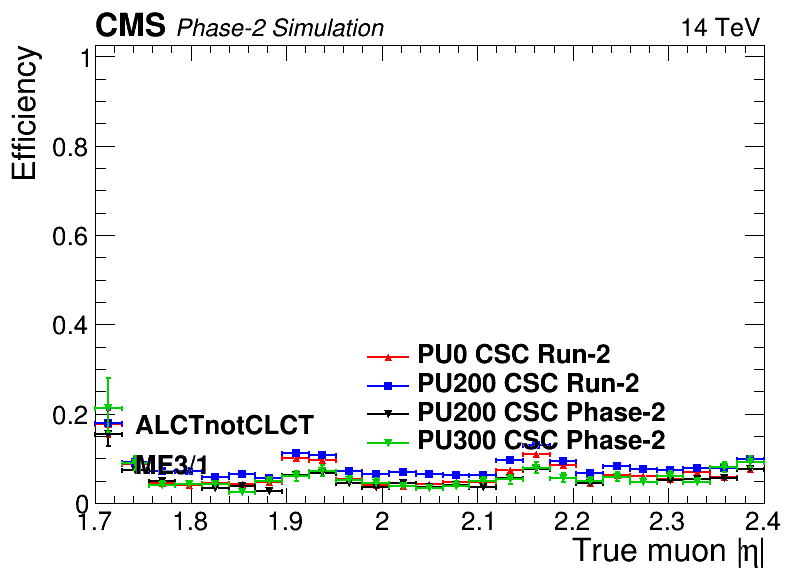 CMS Phase-2 Simulation 14 TeV
Efficiency
1
0.8
0.6
0.4
0.2
0
PU0 CSC Run-2
PU200 CSC Run-2
PU200 CSC Phase-2
PU300 CSC Phase-2
ALCTnotCLCT
ME3/1
1.7 1.8 1.9 2 2.1 2.2 2.3 2.4
True muon |η|